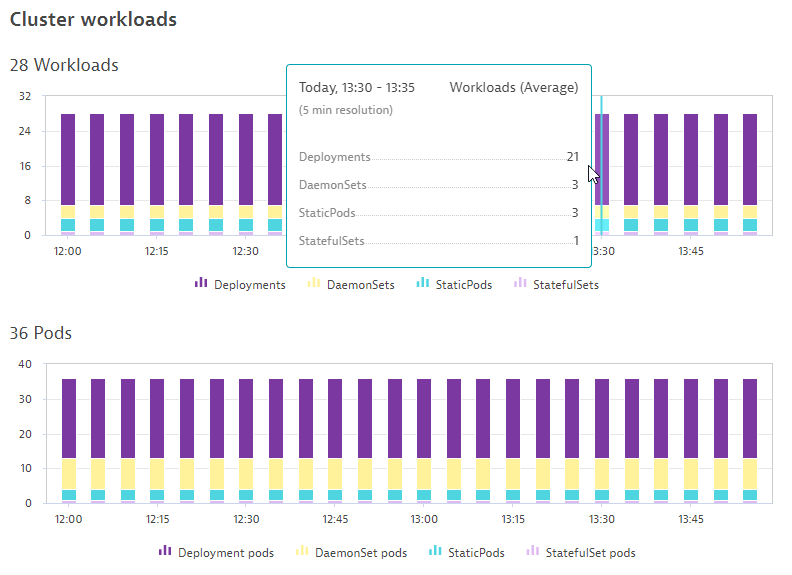 Cluster workloads
28 Workloads
Today, 13:30 - 13:35 Workloads (Average)
(5 min resolution)
Deployments 21
DaemonSets 3
StaticPods 3
StatefulSets 1
32
24
16
8
0
12:00 12:15 12:30 13:30 13:45
Deployments DaemonSets StaticPods StatefulSets
36 Pods
40
30
20
10
0
12:00 12:15 12:30 12:45 13:00 13:15 13:30 13:45
Deployment pods DaemonSet pods StaticPods StatefulSet pods